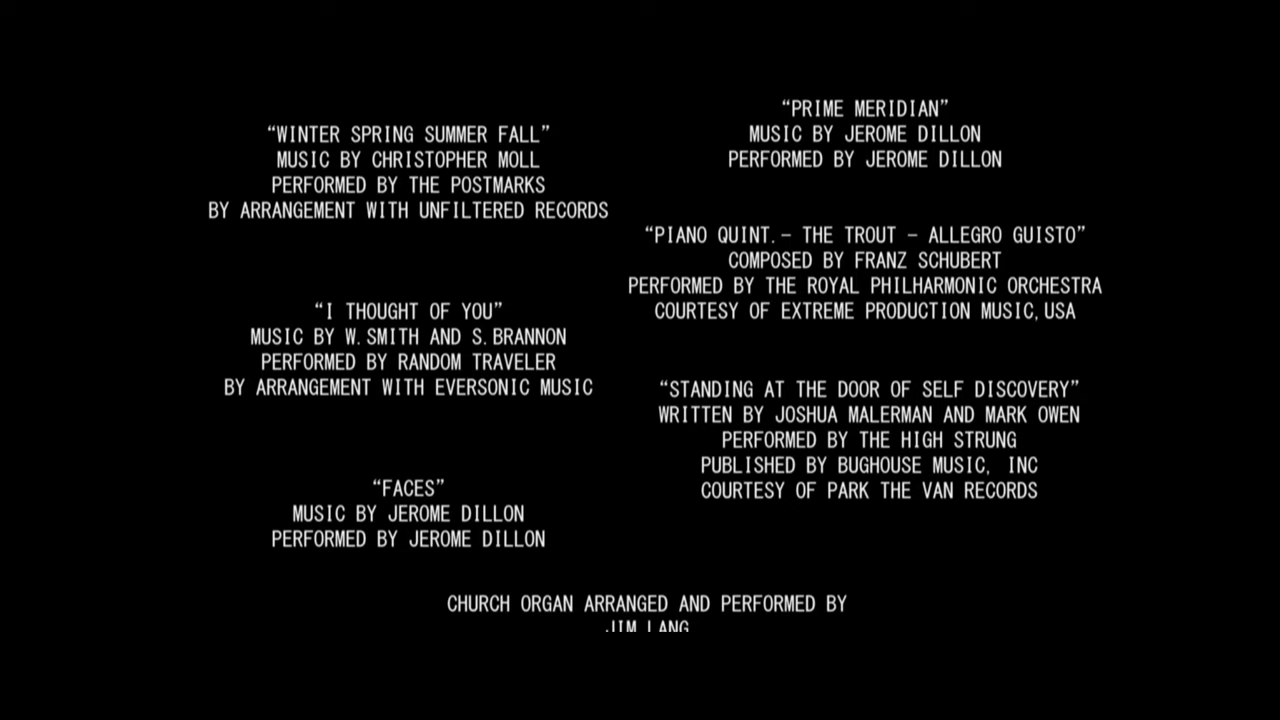 “WINTER SPRING SUMMER FALL”
MUSIC BY CHRISTOPHER MOLL
PERFORMED BY THE POSTMARKS
BY ARRANGEMENT WITH UNFILTERED RECORDS
“I THOUGHT OF YOU”
MUSIC BY W.SMITH AND S.BRANNON
PERFORMED BY RANDOM TRAVELER
BY ARRANGEMENT WITH EVERSONIC MUSIC
“FACES”
MUSIC BY JEROME DILLON
PERFORMED BY JEROME DILLON
“PRIME MERIDIAN”
MUSIC BY JEROME DILLON
PERFORMED BY JEROME DILLON
“PIANO QUINT.– THE TROUT – ALLEGRO GUISTO”
COMPOSED BY FRANZ SCHUBERT
PERFORMED BY THE ROYAL PHILHARMONIC ORCHESTRA
COURTESY OF EXTREME PRODUCTION MUSIC,USA
“STANDING AT THE DOOR OF SELF DISCOVERY”
WRITTEN BY JOSHUA MALERMAN AND MARK OWEN
PERFORMED BY THE HIGH STRUNG
PUBLISHED BY BUGHOUSE MUSIC, INC
COURTESY OF PARK THE VAN RECORDS
CHURCH ORGAN ARRANGED AND PERFORMED BY
JIM LANG